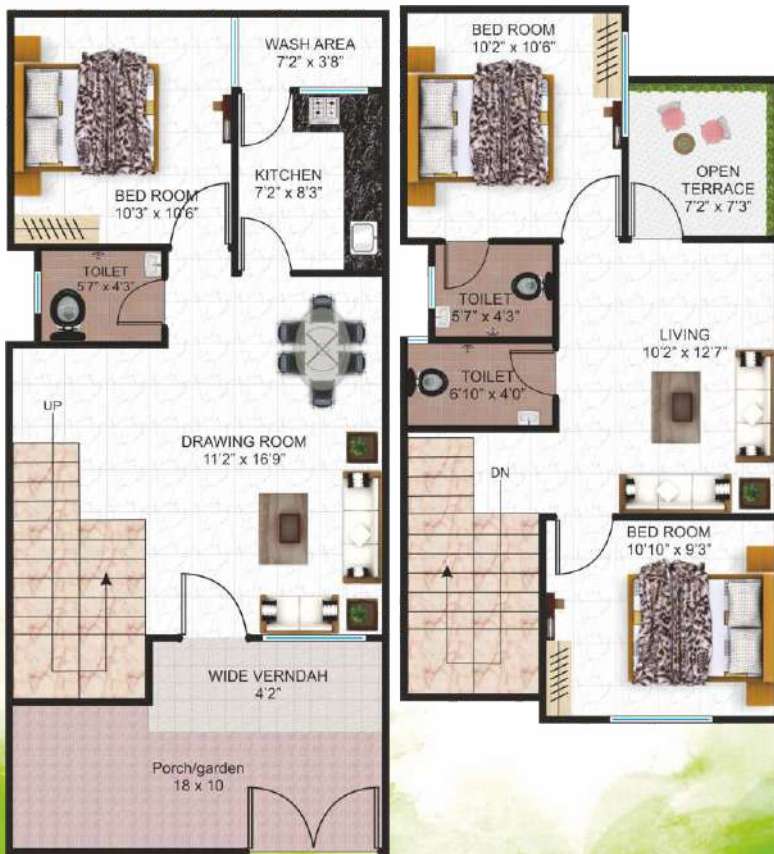 WASH AREA
7'2" x 3'8"
KITCHEN
7'2" x 8'3"
BED ROOM
10'3" x 10'6"
TOILET
5'7" x 4'3"
UP
DRAWING ROOM
11'2" x 16'9"
WIDE VERNDAH
4'2"
Porch/garden
18 x 10
BED ROOM
10'2" x 10'6"
OPEN
TERRACE
7'2" x 7'3"
TOILET
5'7" x 4'3"
LIVING
10'2" x 12'7"
TOILET
6'10" x 4'0"
DN
BED ROOM
10'10" x 9'3"